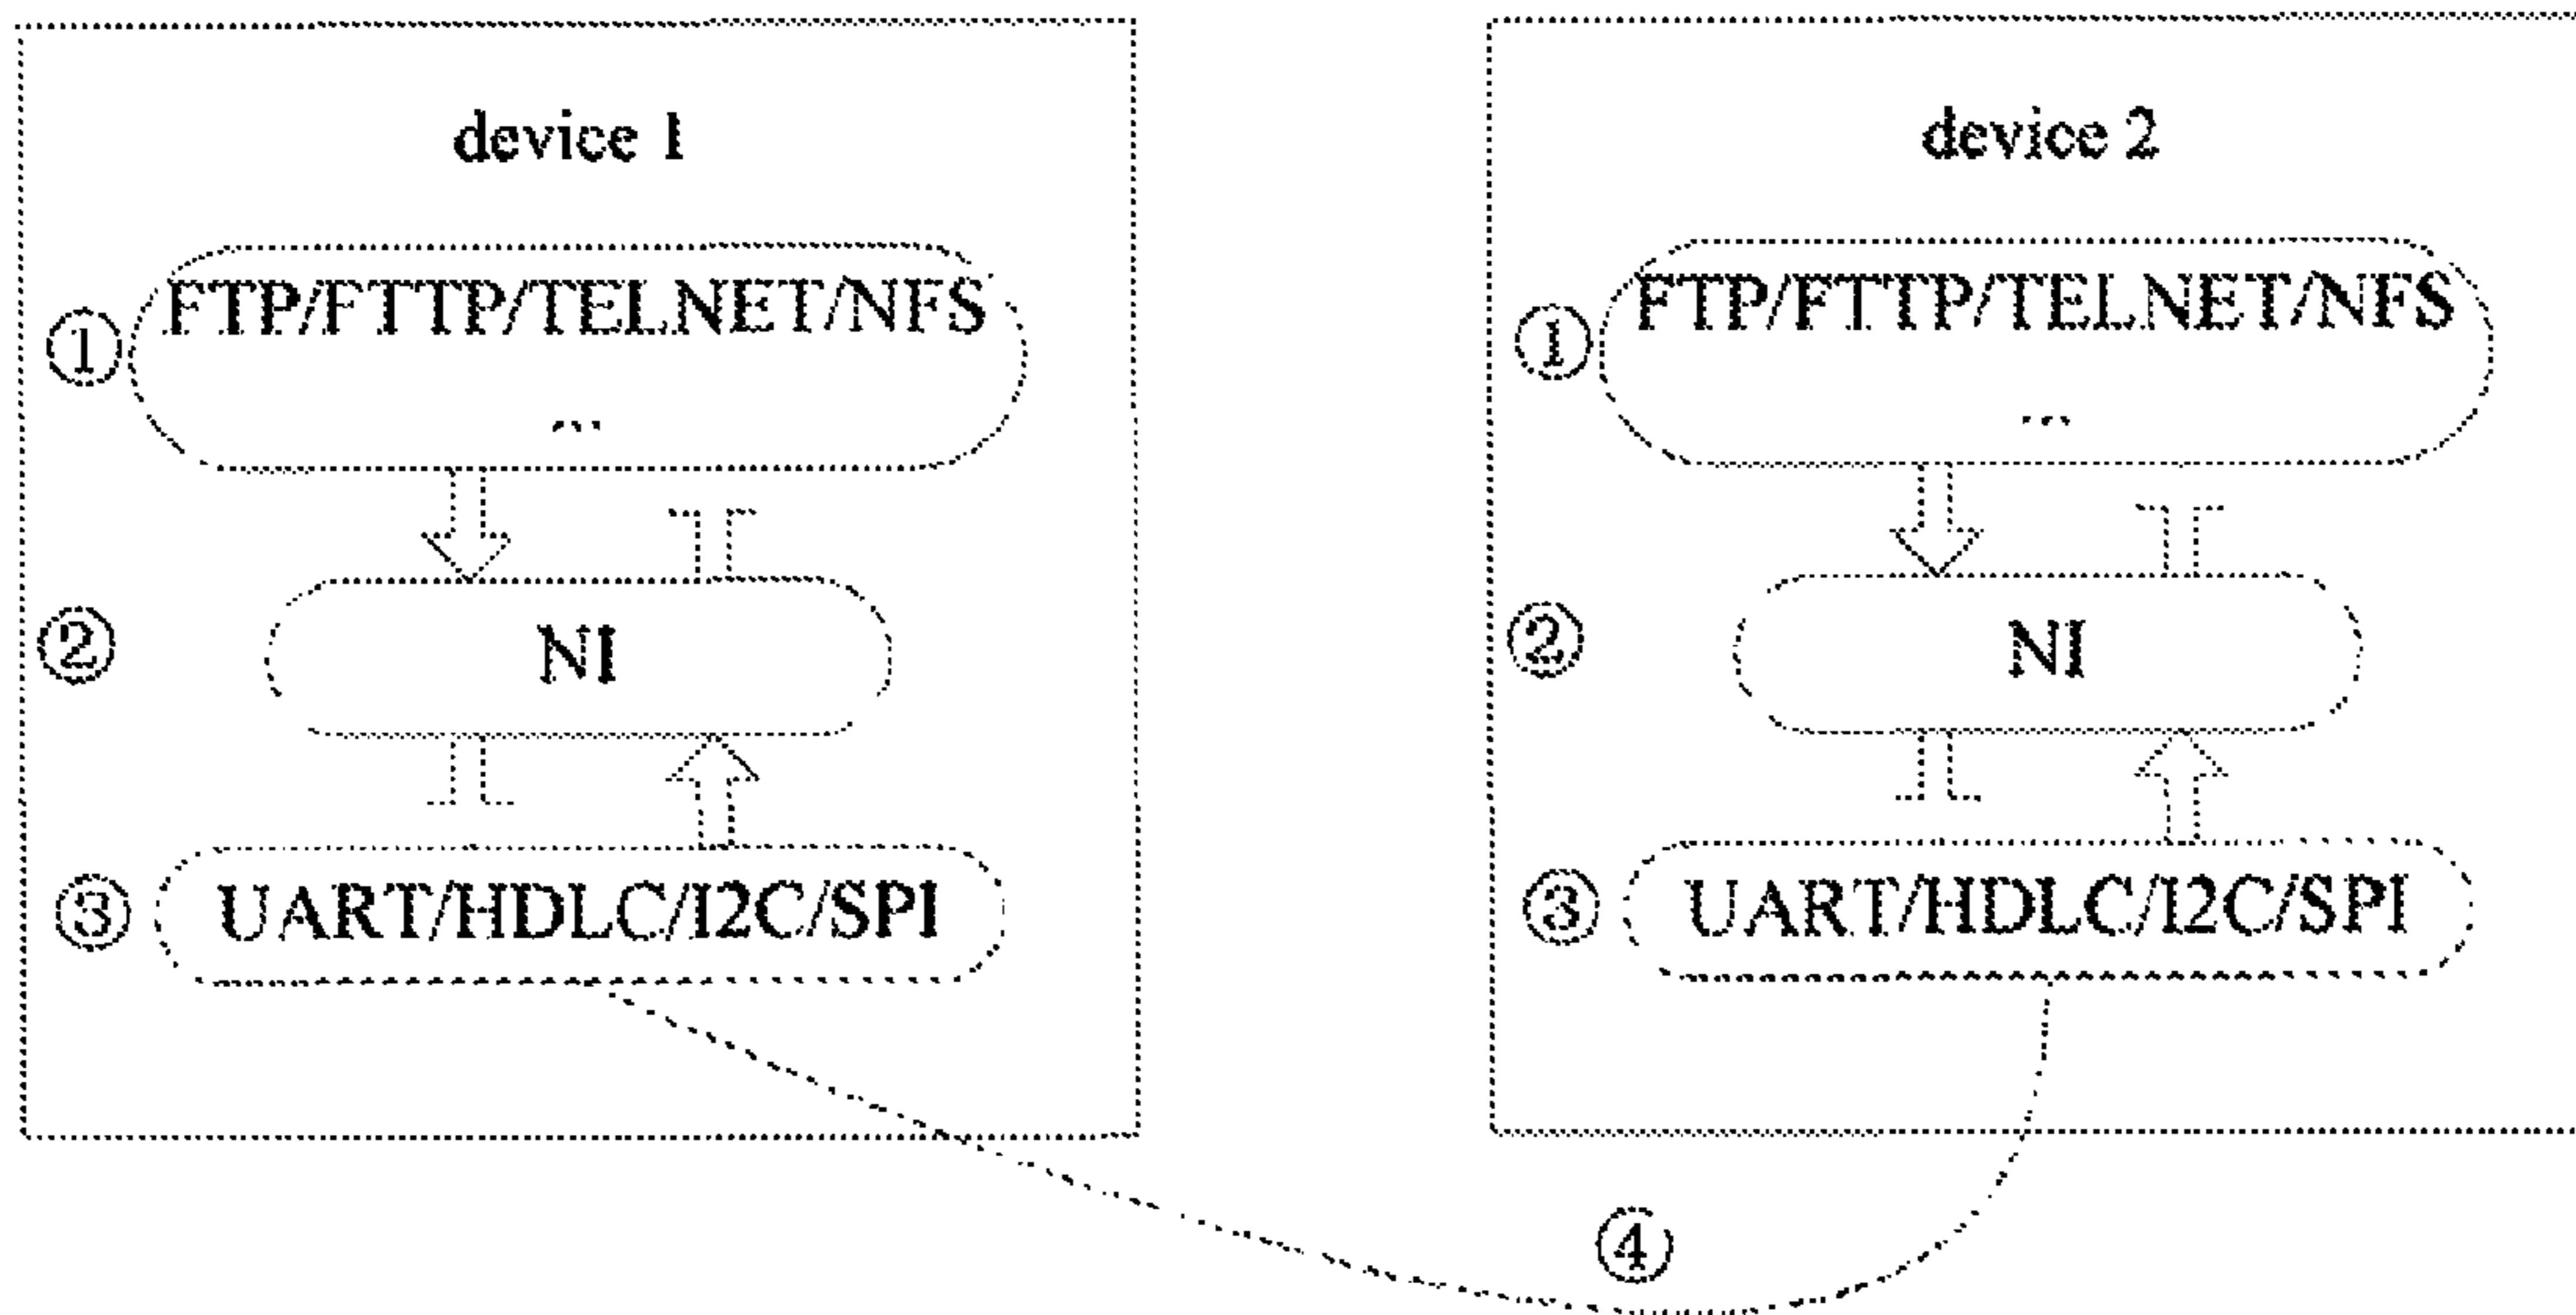 device 1
① FTP/FTTP/TELNET/NFS
...
② NI
③ UART/HDLC/I2C/SPI
device 2
① FTP/FTTP/TELNET/NFS
...
② NI
③ UART/HDLC/I2C/SPI
④